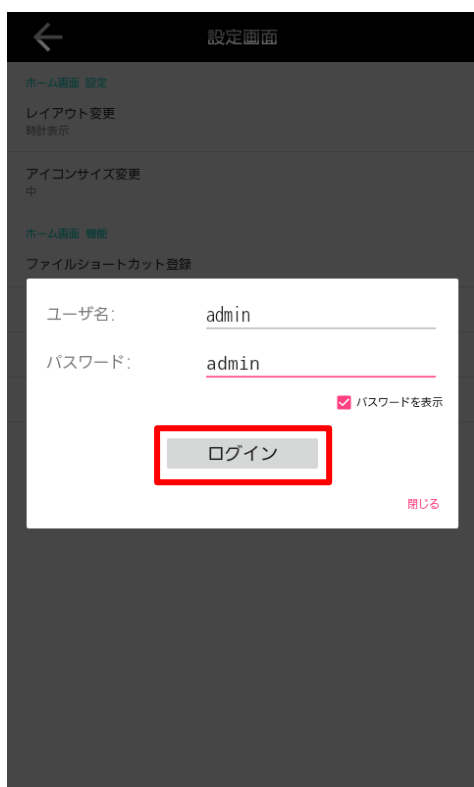 設定画面
ホーム画面 設定
レイアウト変更
時計表示
アイコンサイズ変更
中
ホーム画面 機能
ファイルショートカット登録
ユーザ名:
admin
パスワード:
admin
パスワードを表示
ログイン
閉じる